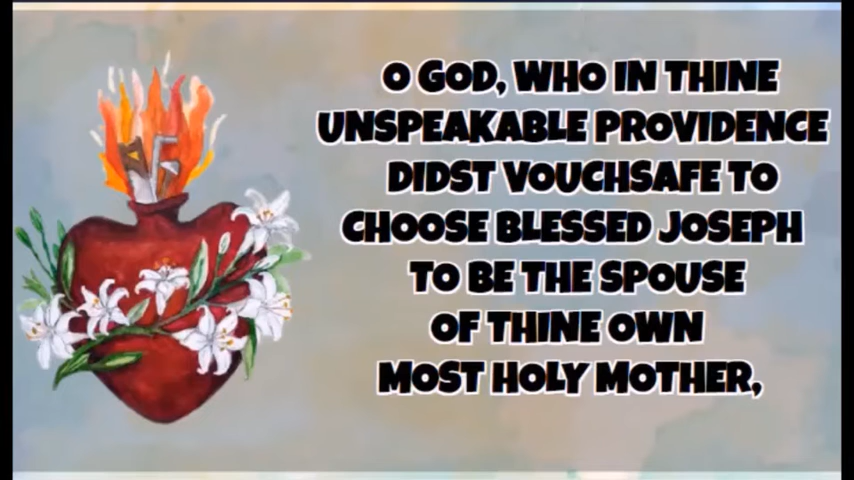 O GOD, WHO IN THINE
UNSPEAKABLE PROVIDENCE
DIDST VOUCHSAFE TO
CHOOSE BLESSED JOSEPH
TO BE THE SPOUSE
OF THINE OWN
MOST HOLY MOTHER,